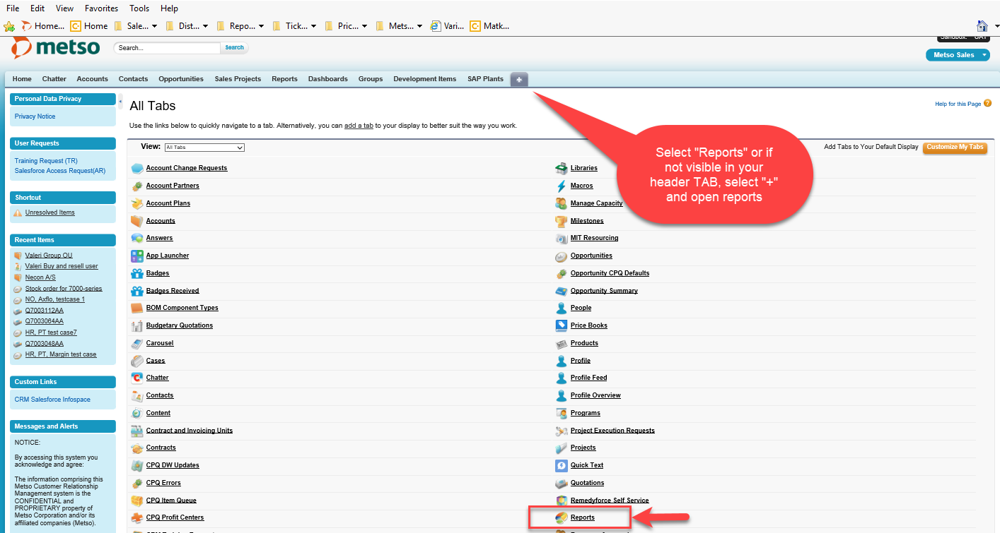 File Edit View Favorites Tools Help
Home... Home Sale... Dist... Repo... Tick... Pric... Mets... Vari... Matk...
metso Search... Search
Sandbox: UAT
Metso Sales
Home Chatter Accounts Contacts Opportunities Sales Projects Reports Dashboards Groups Development Items SAP Plants +
Personal Data Privacy
Privacy Notice
User Requests
Training Request (TR)
Salesforce Access Request(AR)
Shortcut
Unresolved Items
Recent Items
Valeri Group OU
Valeri Buy and resell user
Necon A/S
Stock order for 7000-series
NO, Axflo, testcase 1
Q7003112AA
Q7003064AA
HR, PT test case7
Q7003048AA
HR, PT, Margin test case
Custom Links
CRM Salesforce Infospace
Messages and Alerts
NOTICE:
By accessing this system you
acknowledge and agree:
The information comprising this
Metso Customer Relationship
Management system is the
CONFIDENTIAL and
PROPRIETARY property of
Metso Corporation and/or its
affiliated companies (Metso).
All Tabs
Help for this Page ?
Use the links below to quickly navigate to a tab. Alternatively, you can add a tab to your display to better suit the way you work.
View: All Tabs
Add Tabs to Your Default Display Customize My Tabs
Select "Reports" or if
not visible in your
header TAB, select "+"
and open reports
Account Change Requests
Account Partners
Account Plans
Accounts
Answers
App Launcher
Badges
Badges Received
BOM Component Types
Budgetary Quotations
Carousel
Cases
Chatter
Contacts
Content
Contract and Invoicing Units
Contracts
CPQ DW Updates
CPQ Errors
CPQ Item Queue
CPQ Profit Centers
Libraries
Macros
Manage Capacity
Milestones
MIT Resourcing
Opportunities
Opportunity CPQ Defaults
Opportunity Summary
People
Price Books
Products
Profile
Profile Feed
Profile Overview
Programs
Project Execution Requests
Projects
Quick Text
Quotations
Remedyforce Self Service
Reports